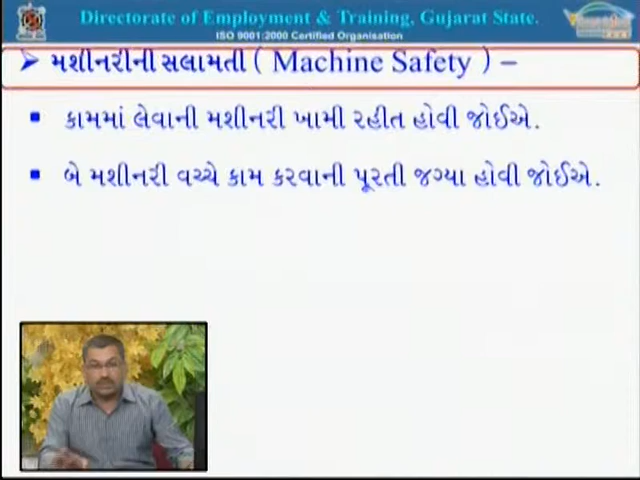 Directorate of Employment & Training, Gujarat State.
ISO 9001:2000 Certified Organisation
➤ મશીનરીની સલામતી ( Machine Safety ) –
▪ કામમાં લેવાની મશીનરી ખામી રહીત હોવી જોઈએ.
▪ બે મશીનરી વચ્ચે કામ કરવાની પૂરતી જગ્યા હોવી જોઈએ.